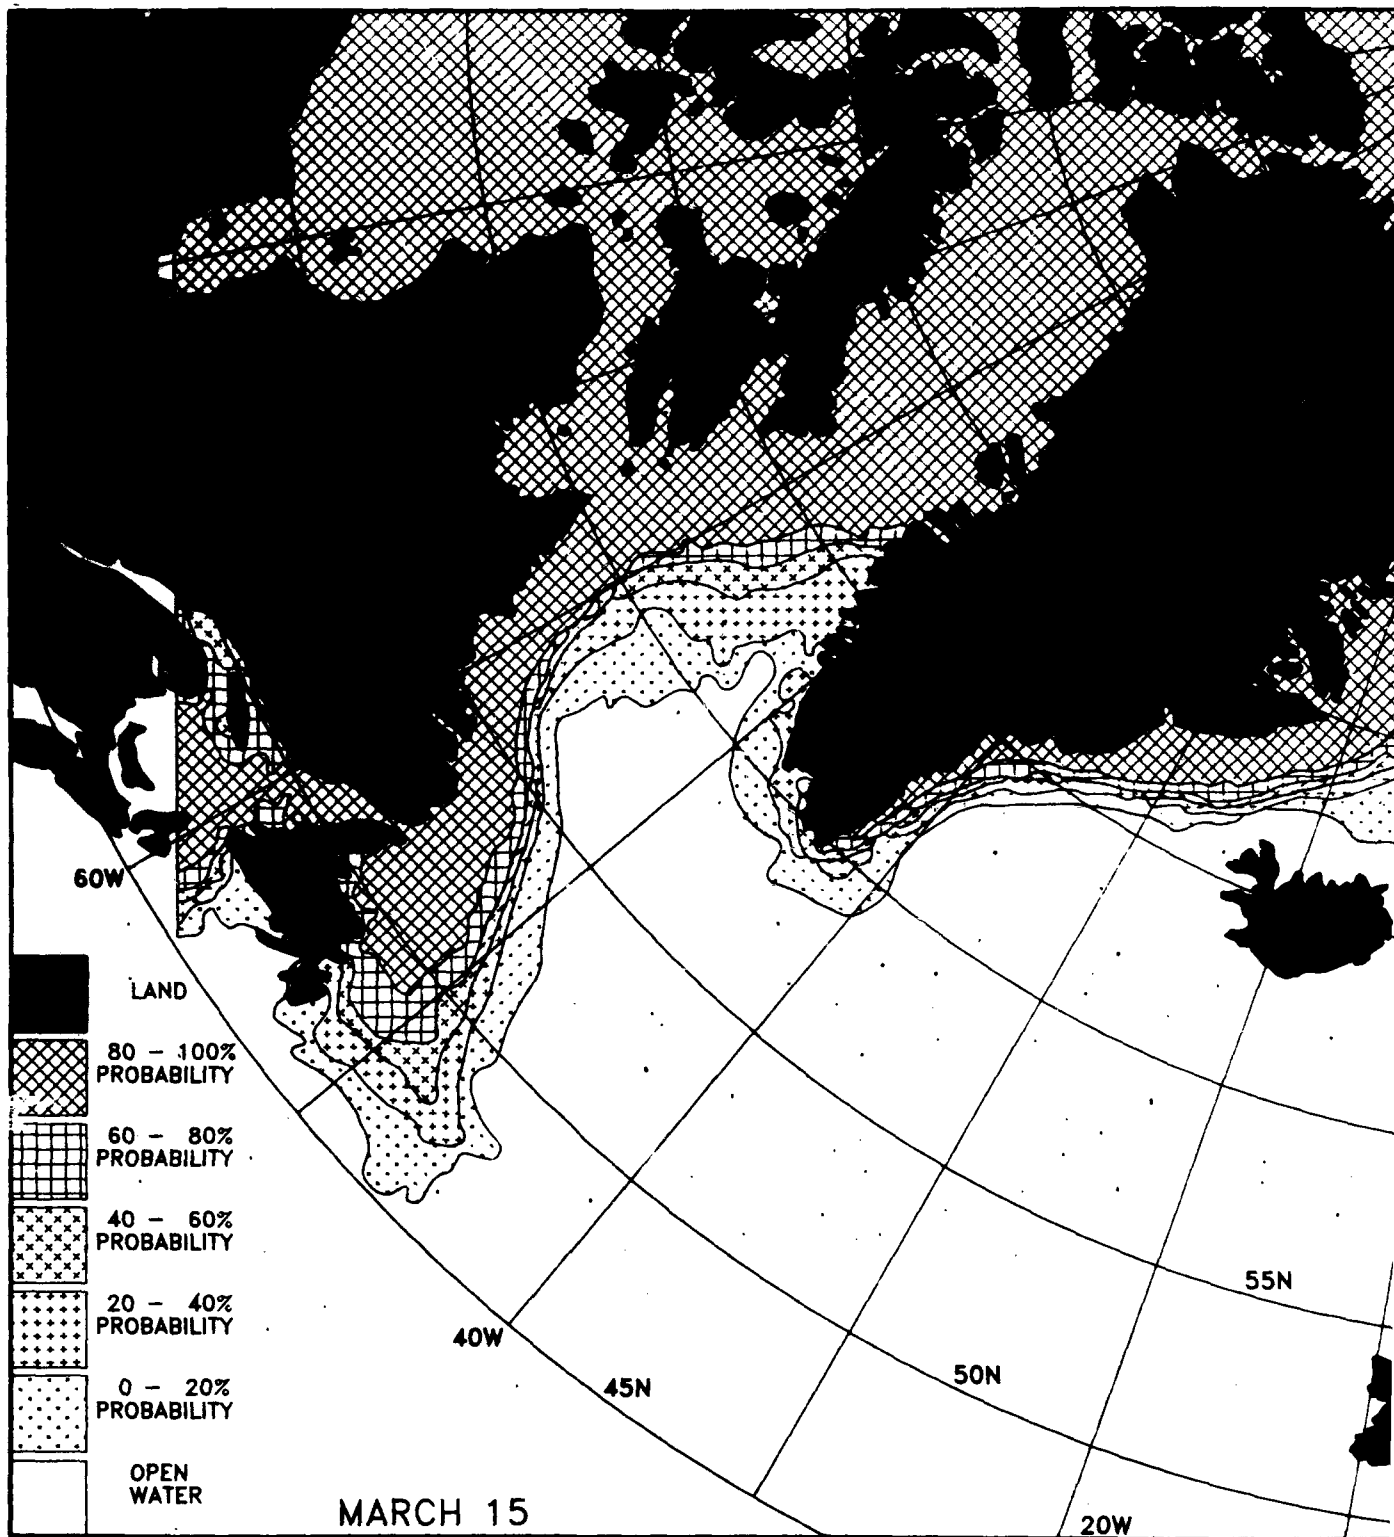 60W
LAND
80 - 100%
PROBABILITY
60 - 80%
PROBABILITY
40 - 60%
PROBABILITY
20 - 40%
PROBABILITY
0 - 20%
PROBABILITY
OPEN
WATER
MARCH 15
40W
45N
50N
55N
20W